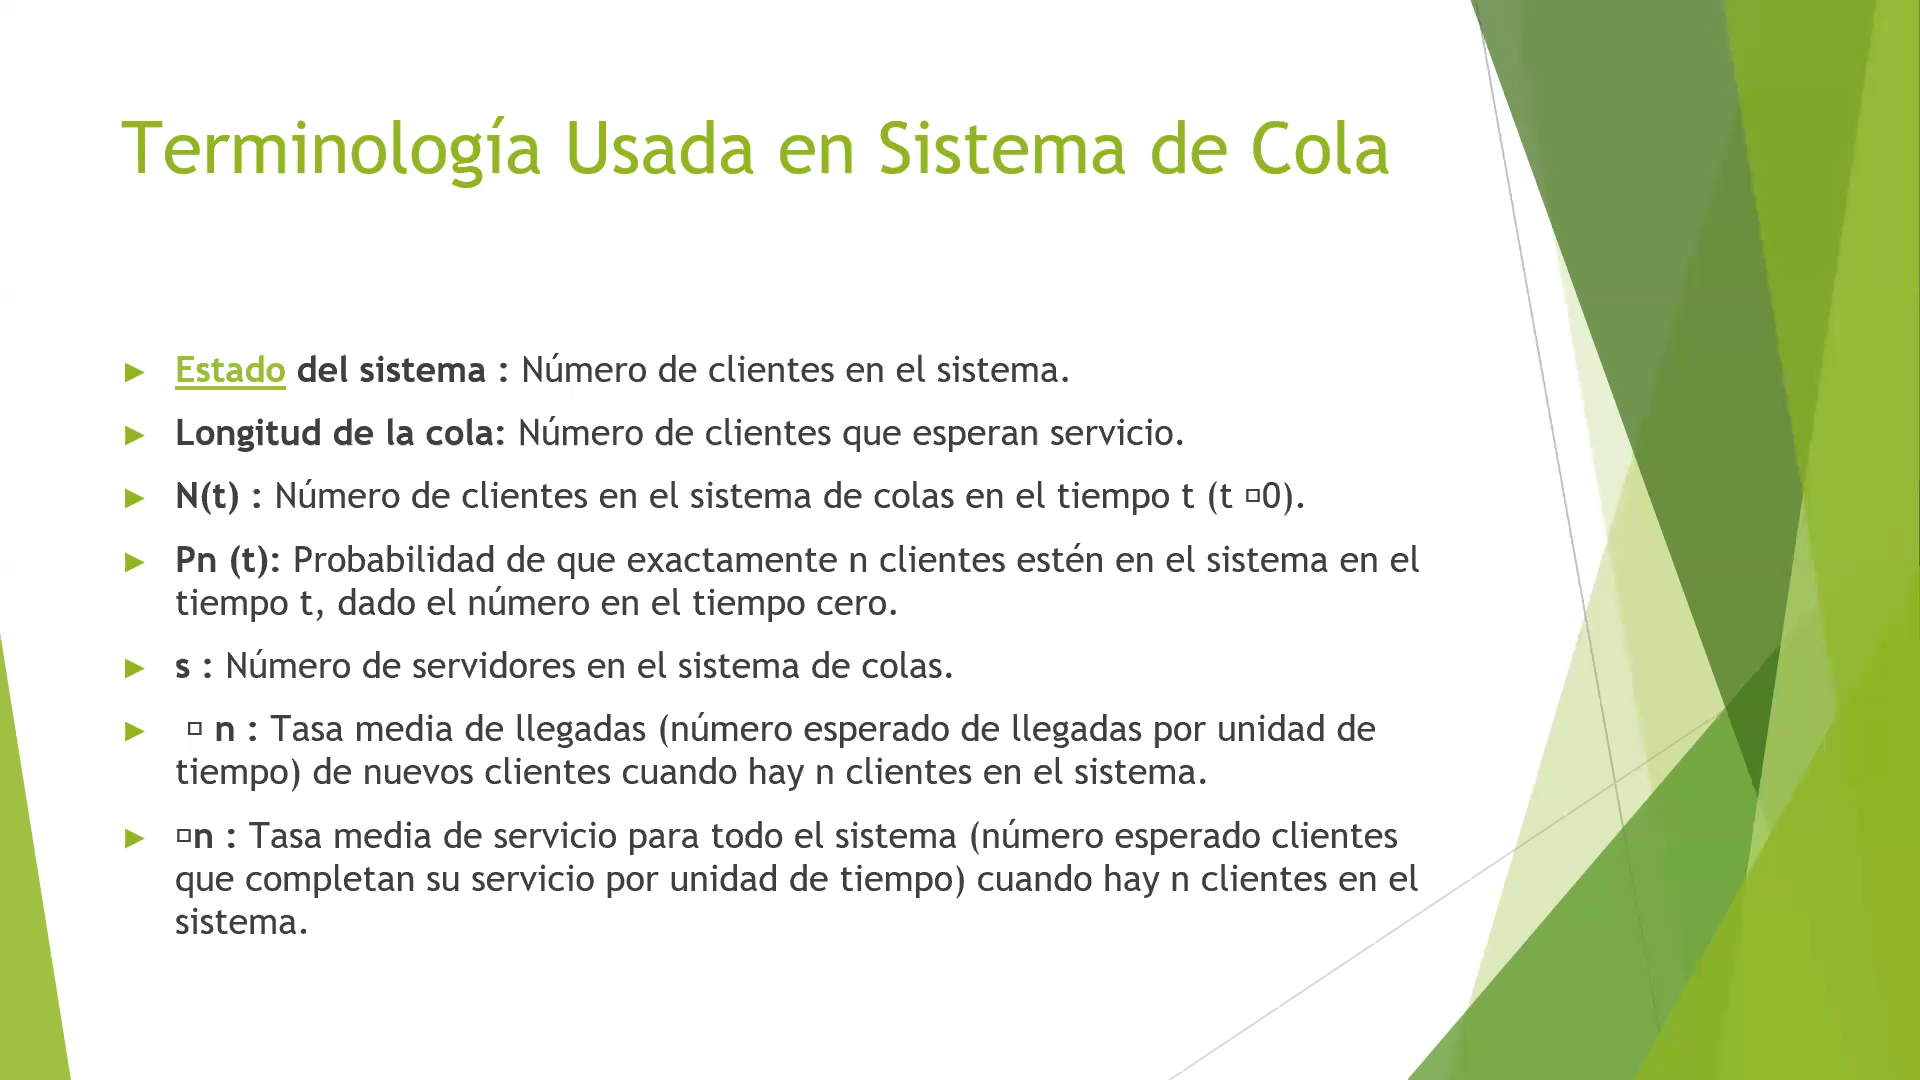 Terminología Usada en Sistema de Cola
► Estado del sistema : Número de clientes en el sistema.
► Longitud de la cola: Número de clientes que esperan servicio.
► N(t) : Número de clientes en el sistema de colas en el tiempo t (t □0).
► Pn (t): Probabilidad de que exactamente n clientes estén en el sistema en el
tiempo t, dado el número en el tiempo cero.
► s : Número de servidores en el sistema de colas.
► □ n : Tasa media de llegadas (número esperado de llegadas por unidad de
tiempo) de nuevos clientes cuando hay n clientes en el sistema.
► □n : Tasa media de servicio para todo el sistema (número esperado clientes
que completan su servicio por unidad de tiempo) cuando hay n clientes en el
sistema.